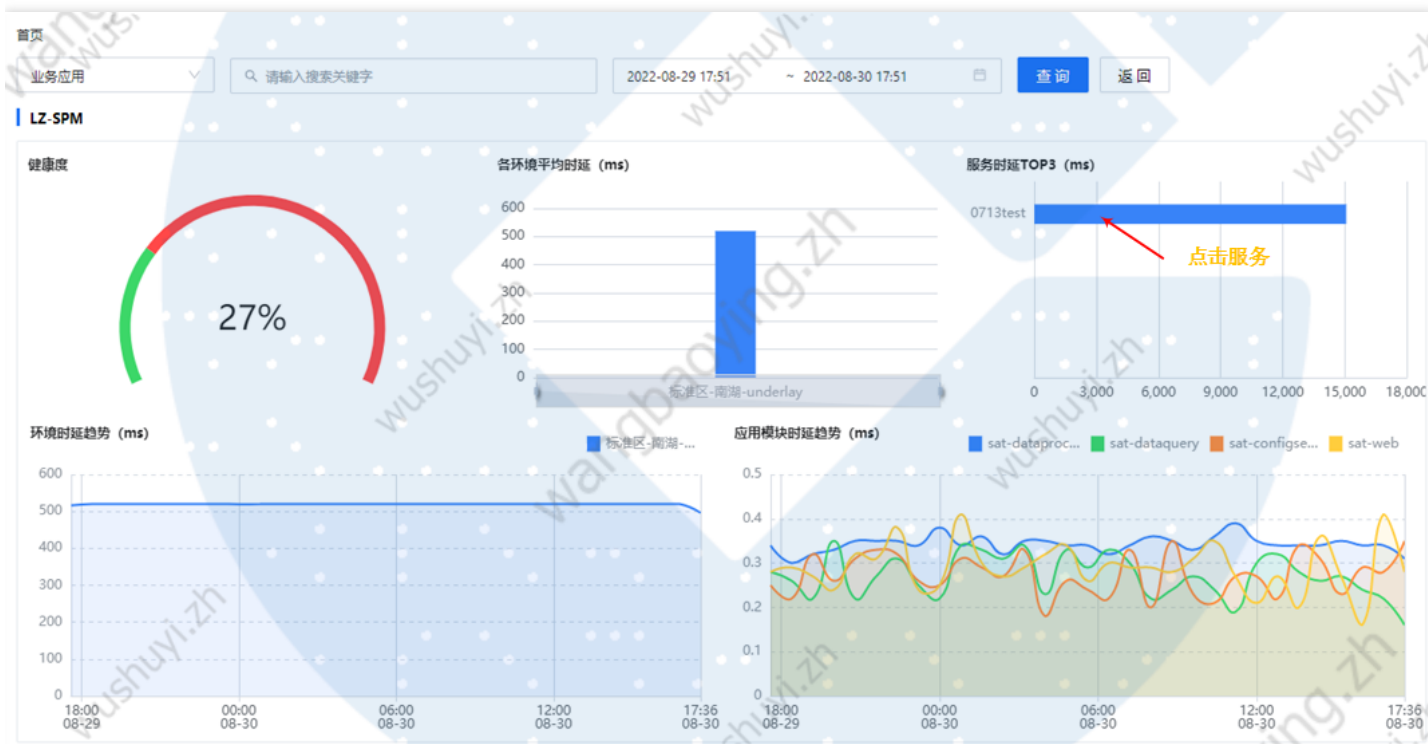 首页
业务应用
请输入搜索关键字
2022-08-29 17:51 ~ 2022-08-30 17:51
查 询
返 回
LZ-SPM
健康度
27%
各环境平均时延（ms）
600
500
400
300
200
100
0
标准区-南湖-underlay
服务时延TOP3（ms）
0713test
点击服务
0 3,000 6,000 9,000 12,000 15,000 18,000
环境时延趋势（ms）
标准区-南湖-...
600
500
400
300
200
100
0
18:00 00:00 06:00 12:00 17:36
08-29 08-30 08-30 08-30 08-30
应用模块时延趋势（ms）
sat-dataproc... sat-dataquery sat-configse... sat-web
0.5
0.4
0.3
0.2
0.1
0
18:00 00:00 06:00 12:00 17:36
08-29 08-30 08-30 08-30 08-30
wushuyi.zh
wangbaoying.zh